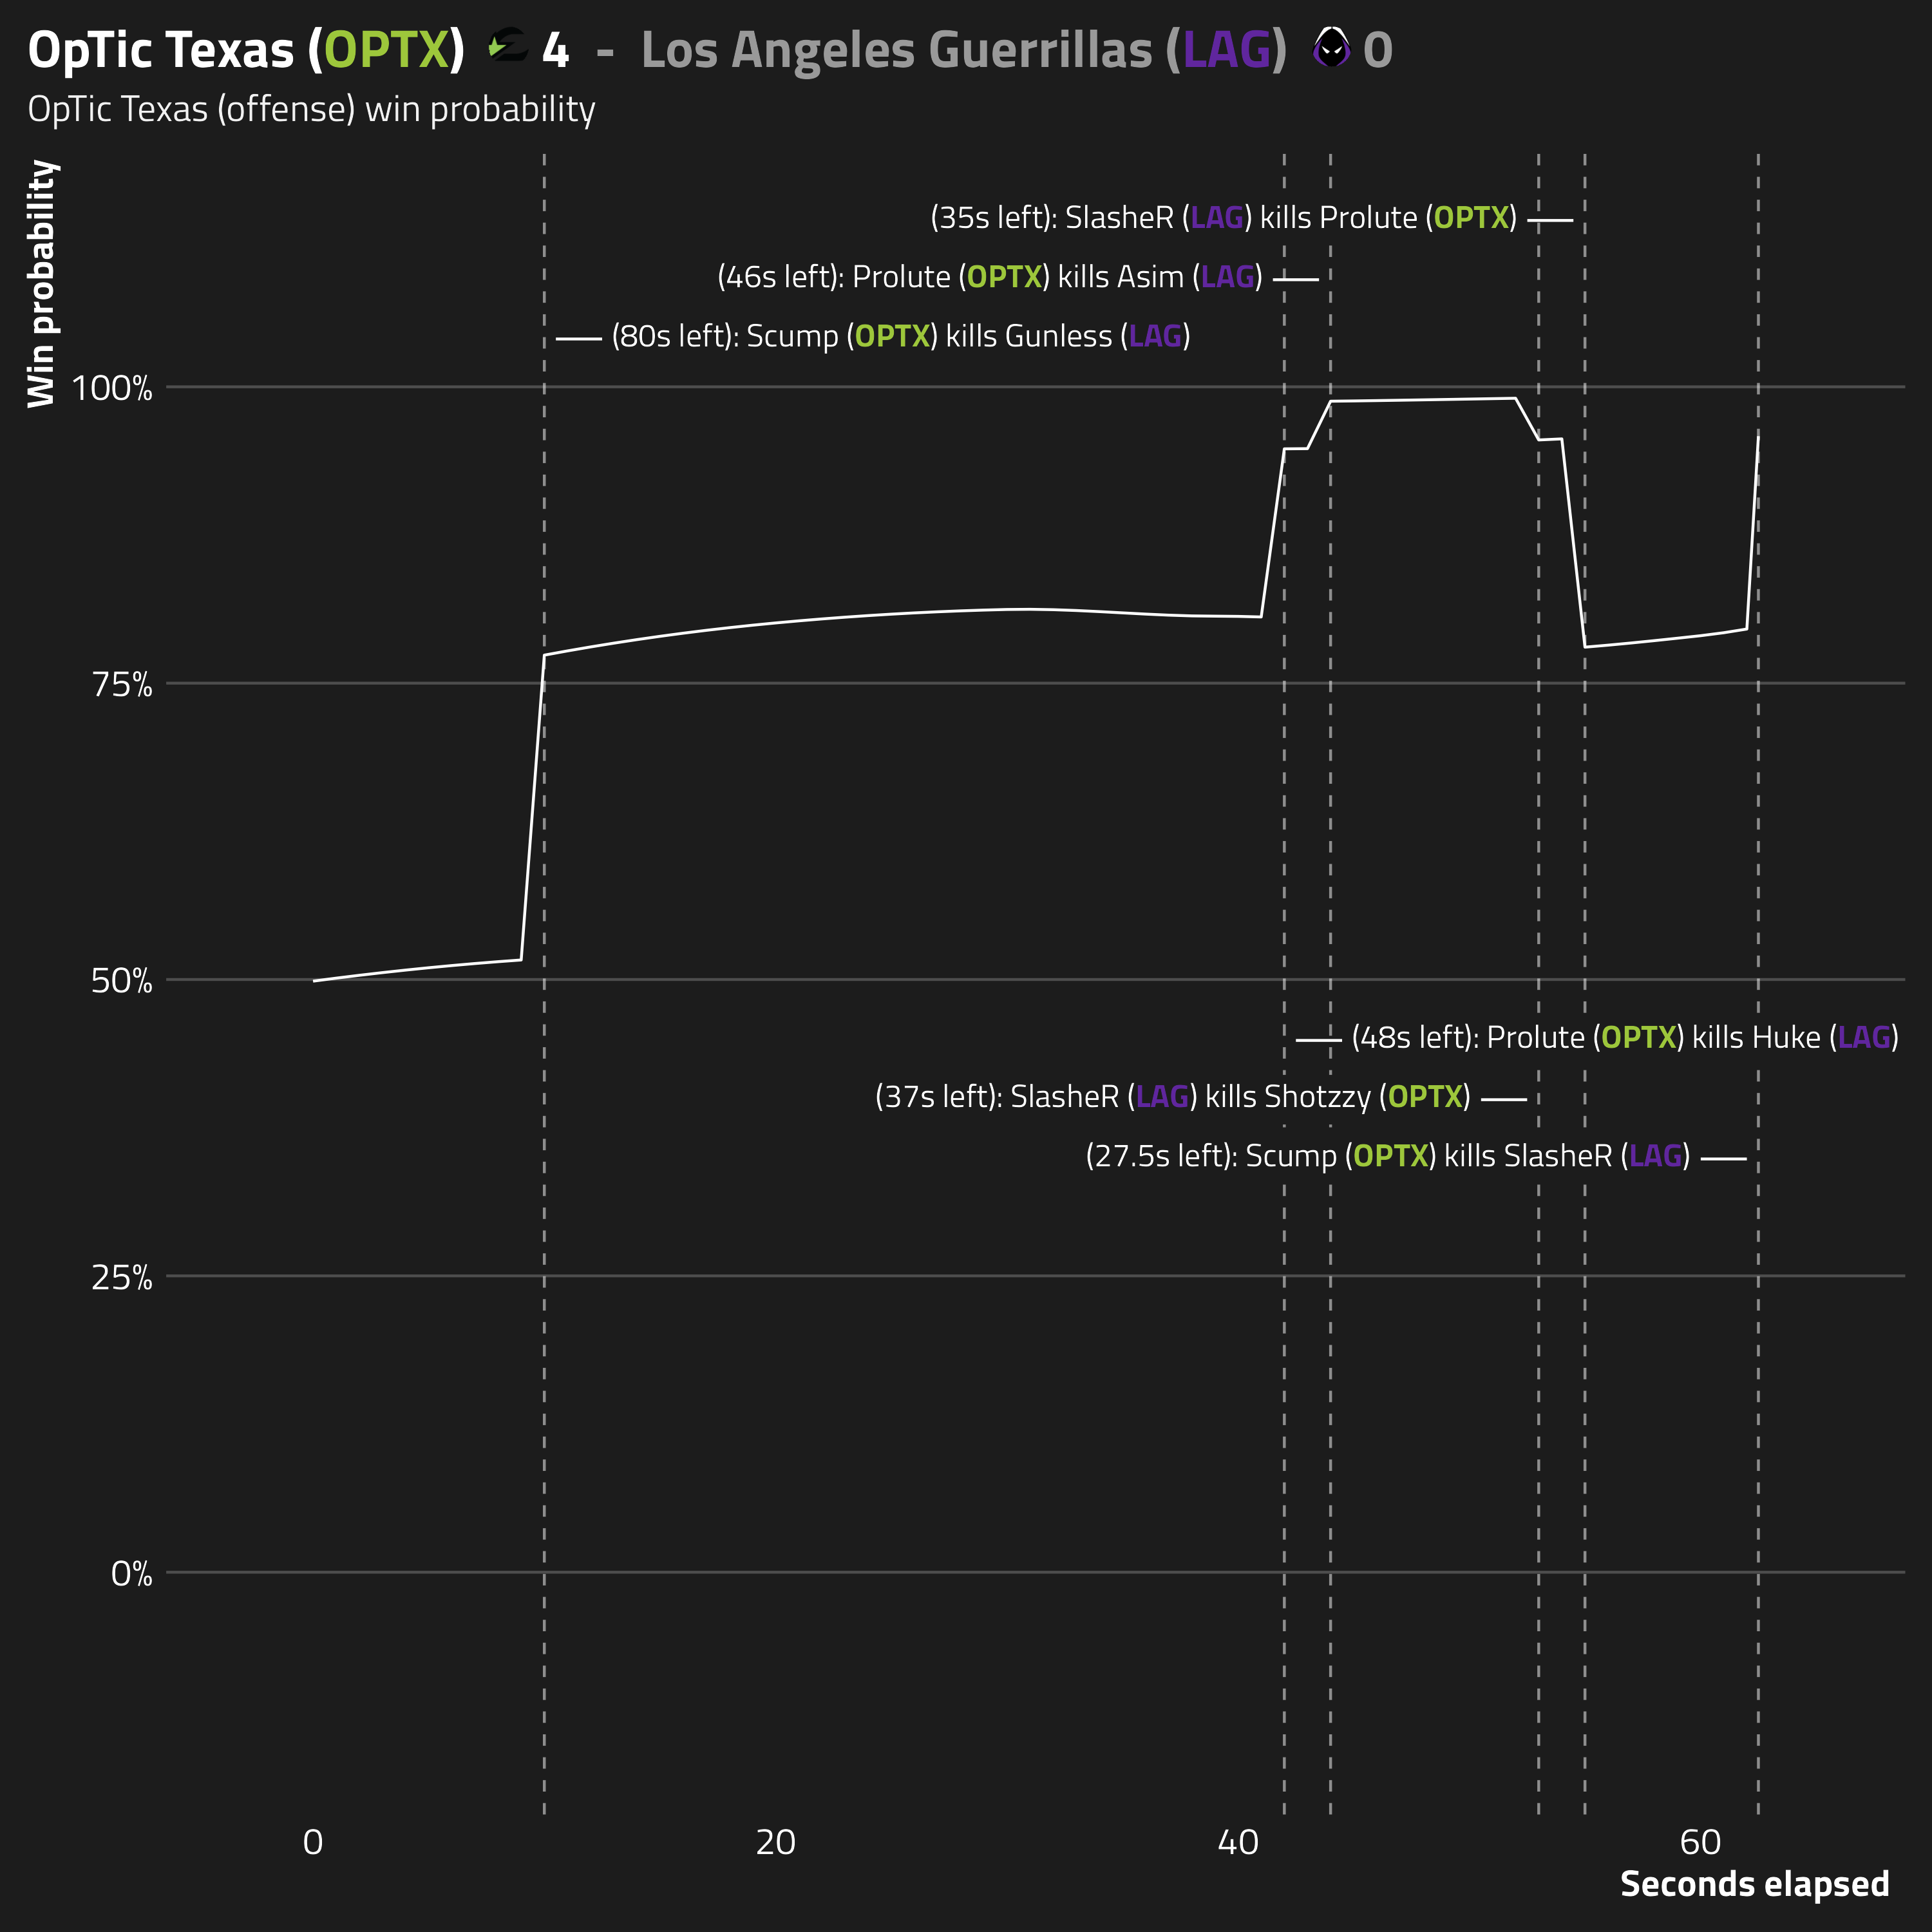 OpTic Texas (OPTX) 4 - Los Angeles Guerrillas (LAG) 0
OpTic Texas (offense) win probability
Win probability
(35s left): SlasheR (LAG) kills Prolute (OPTX)
(46s left): Prolute (OPTX) kills Asim (LAG)
(80s left): Scump (OPTX) kills Gunless (LAG)
100%
75%
50%
(48s left): Prolute (OPTX) kills Huke (LAG)
(37s left): SlasheR (LAG) kills Shotzzy (OPTX)
(27.5s left): Scump (OPTX) kills SlasheR (LAG)
25%
0%
0 20 40 60
Seconds elapsed